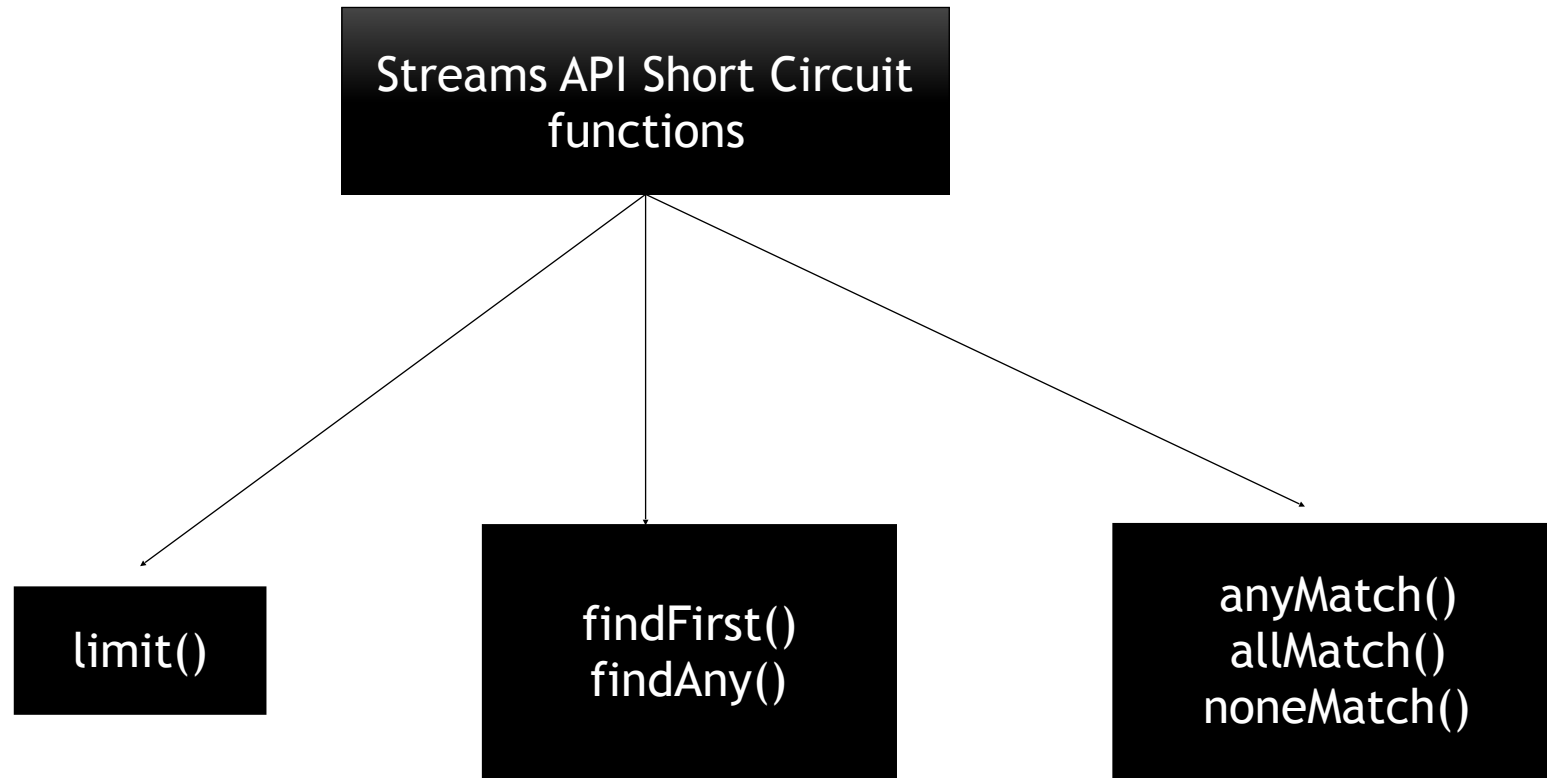 Streams API Short Circuit
functions
limit()
findFirst()
findAny()
anyMatch()
allMatch()
noneMatch()